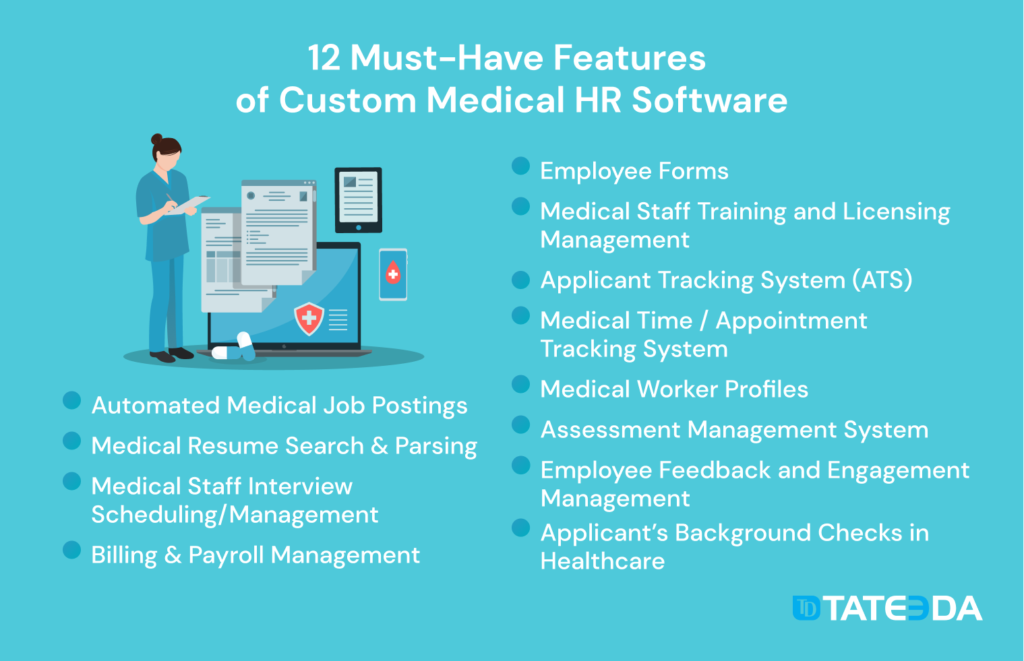 12 Must-Have Features
of Custom Medical HR Software
Automated Medical Job Postings
Medical Resume Search & Parsing
Medical Staff Interview
Scheduling/Management
Billing & Payroll Management
Employee Forms
Medical Staff Training and Licensing
Management
Applicant Tracking System (ATS)
Medical Time / Appointment
Tracking System
Medical Worker Profiles
Assessment Management System
Employee Feedback and Engagement
Management
Applicant’s Background Checks in
Healthcare
TD TATEEDA